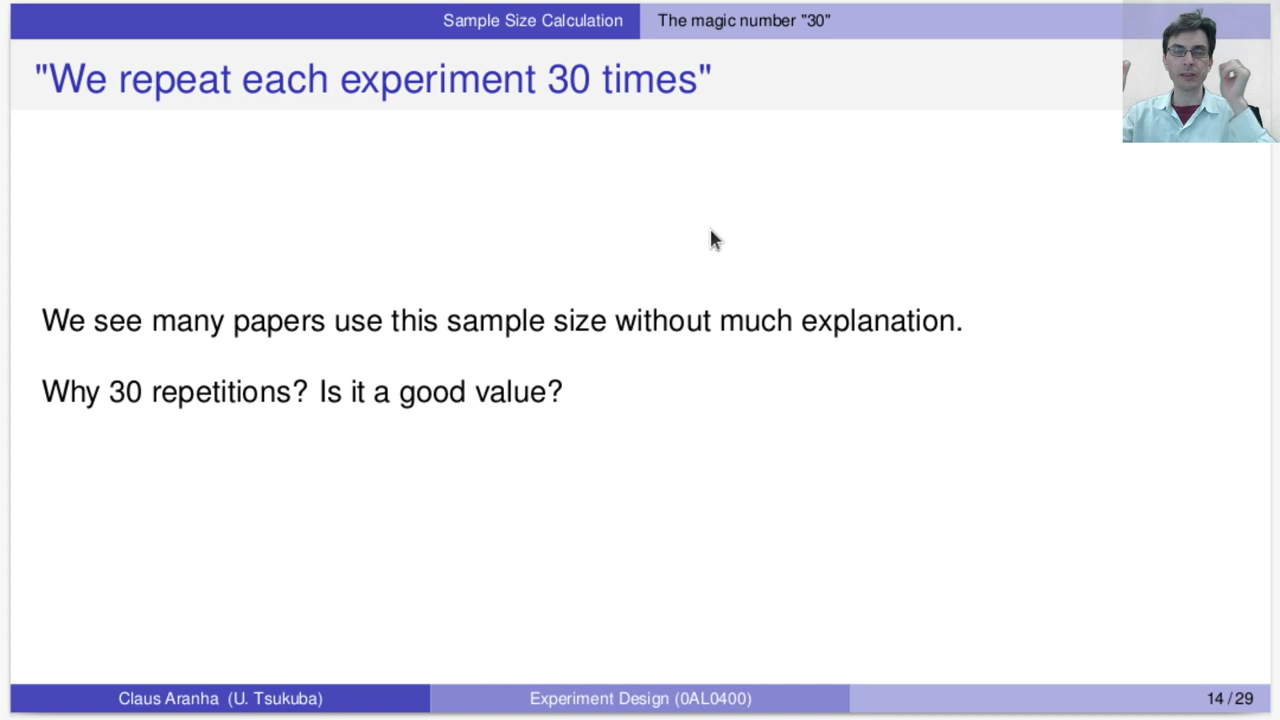 Sample Size Calculation
The magic number "30"
"We repeat each experiment 30 times"
We see many papers use this sample size without much explanation.
Why 30 repetitions? Is it a good value?
Claus Aranha (U. Tsukuba)
Experiment Design (0AL0400)
14 / 29